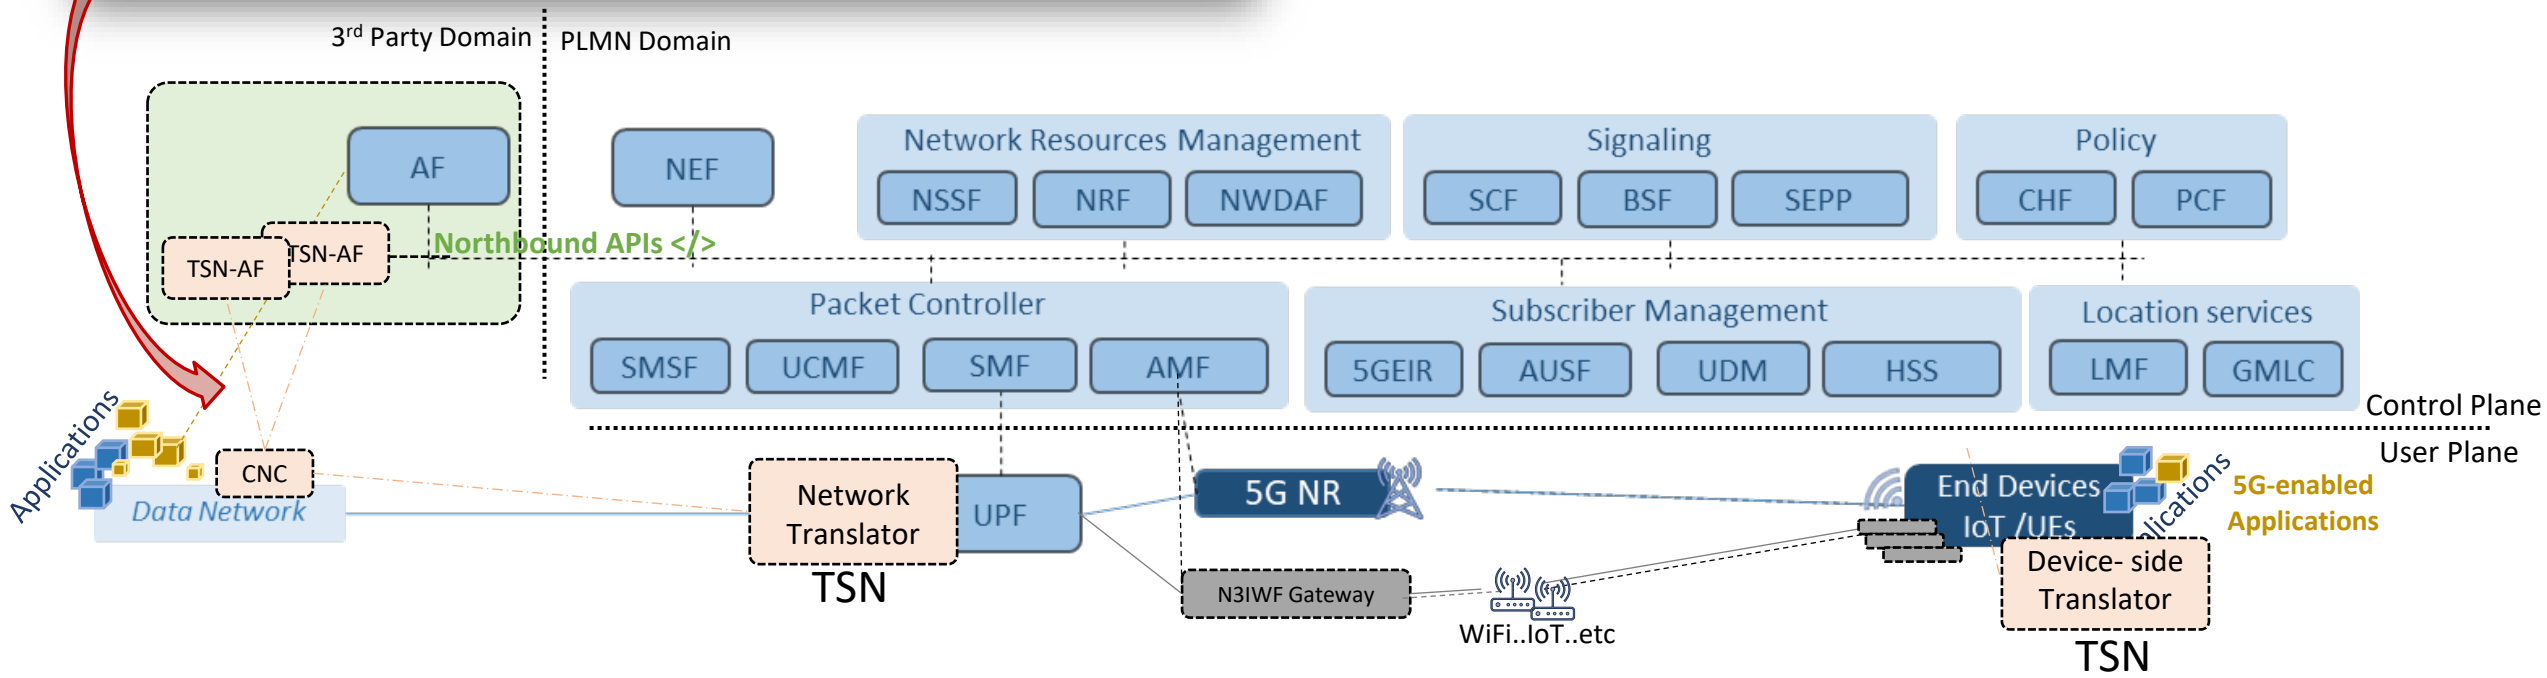 3rd Party Domain
PLMN Domain
AF
NEF
Network Resources Management
NSSF
NRF
NWDAF
Signaling
SCF
BSF
SEPP
Policy
CHF
PCF
TSN-AF
TSN-AF
Northbound APIs </>
Packet Controller
SMSF
UCMF
SMF
AMF
Subscriber Management
5GEIR
AUSF
UDM
HSS
Location services
LMF
GMLC
Control Plane
User Plane
Applications
CNC
Data Network
Network
Translator
TSN
UPF
5G NR
N3IWF Gateway
WiFi..IoT..etc
End Devices
IoT /UEs
plications
5G-enabled
Applications
Device- side
Translator
TSN